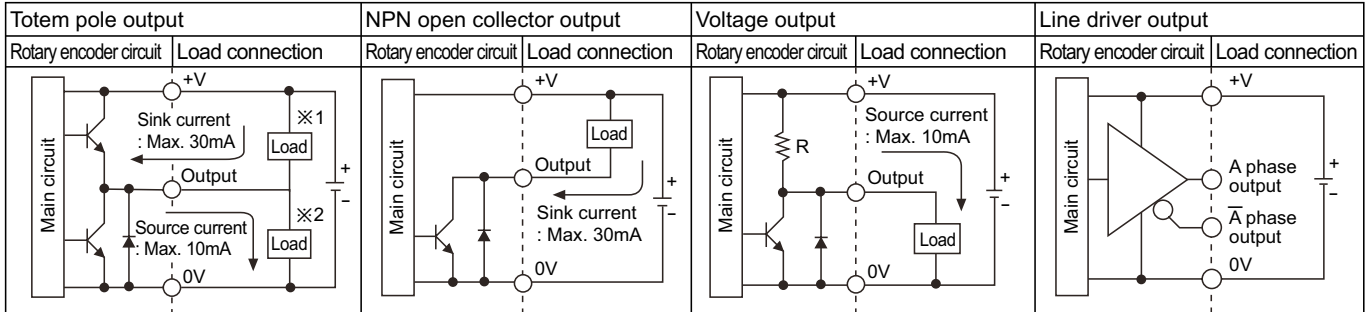 Totem pole output
NPN open collector output
Voltage output
Line driver output
Rotary encoder circuit
Load connection
Rotary encoder circuit
Load connection
Rotary encoder circuit
Load connection
Rotary encoder circuit
Load connection
Main circuit
+V
Sink current
: Max. 30mA
※1
Load
Output
+
-
※2
Source current
: Max. 10mA
Load
0V
Main circuit
+V
Load
Output
+
-
Sink current
: Max. 30mA
0V
Main circuit
+V
Source current
: Max. 10mA
R
Output
+
-
Load
0V
Main circuit
+V
A phase
output
+
-
A̅ phase
output
0V